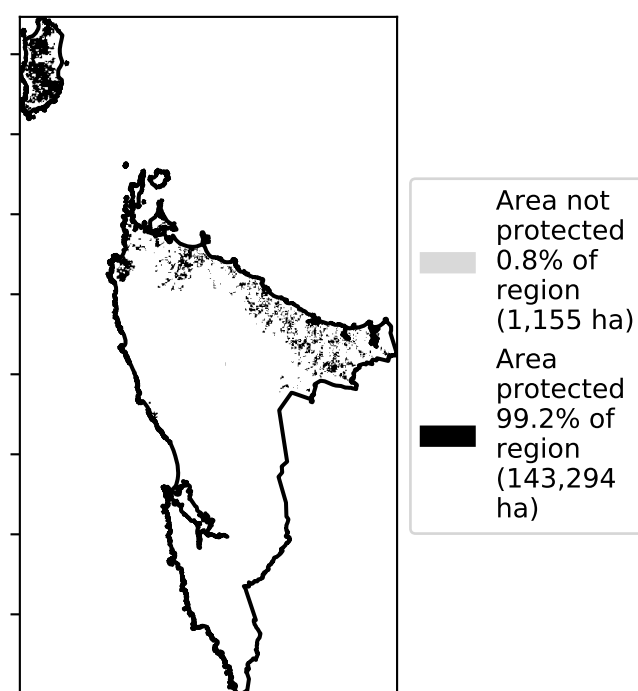 Area not
protected
0.8% of
region
(1,155 ha)
Area
protected
99.2% of
region
(143,294
ha)